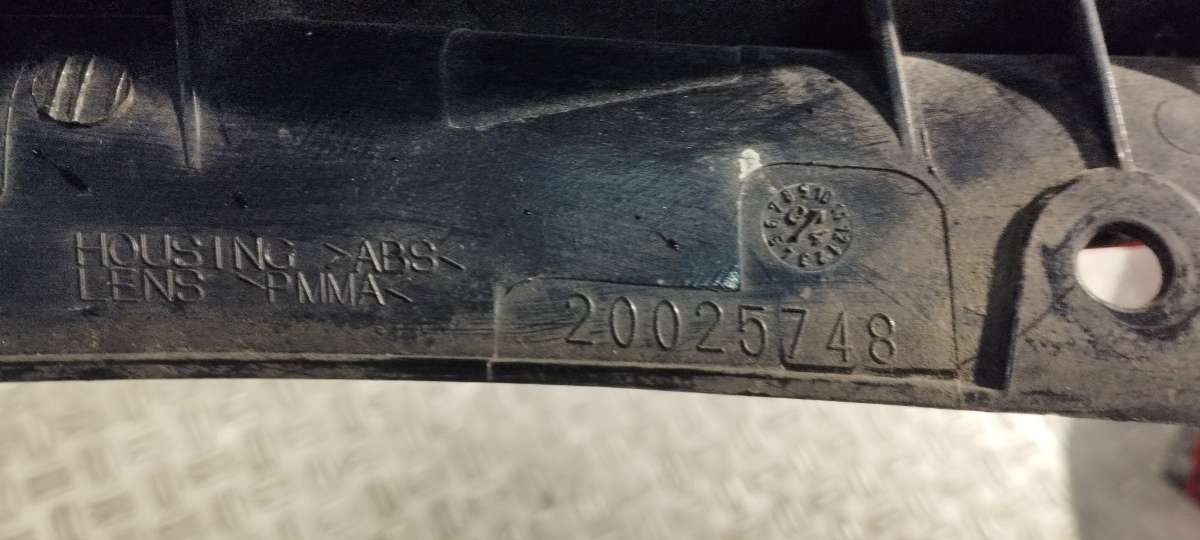 HOUSING >ABS<
LENS >PMMA<
20025748